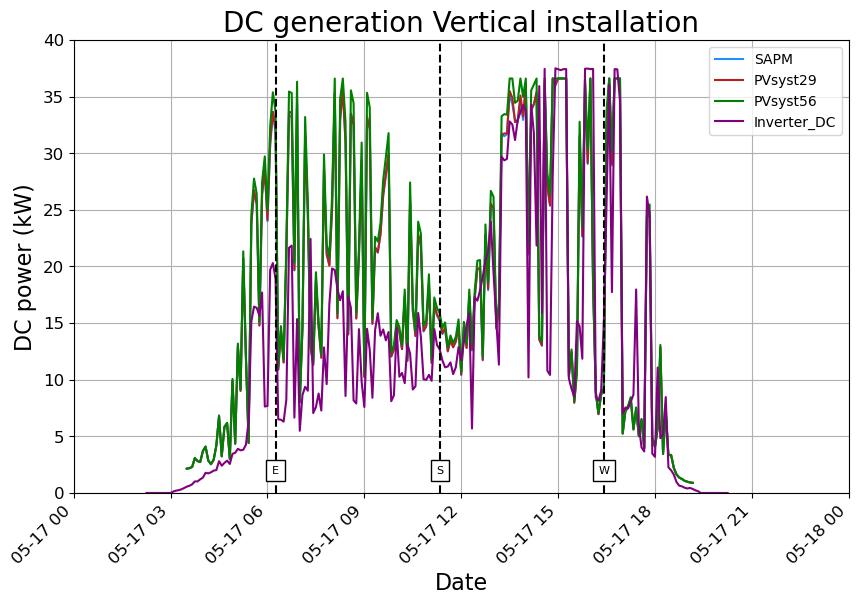 DC generation Vertical installation
40
35
30
25
20
15
10
5
0
DC power (kW)
SAPM
PVsyst29
PVsyst56
Inverter_DC
E
S
W
05-17 00
05-17 03
05-17 06
05-17 09
05-17 12
05-17 15
05-17 18
05-17 21
05-18 00
Date